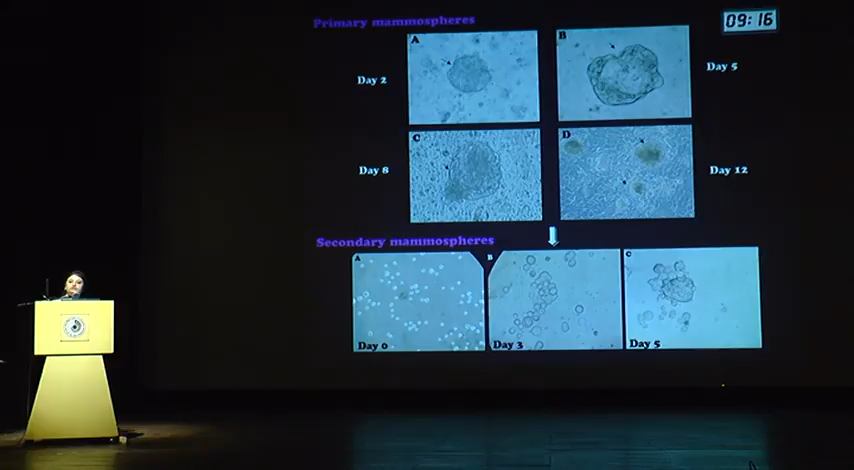 Primary mammospheres
09:16
A
B
Day 2
Day 5
C
D
Day 8
Day 12
Secondary mammospheres
A
B
C
Day 0
Day 3
Day 5